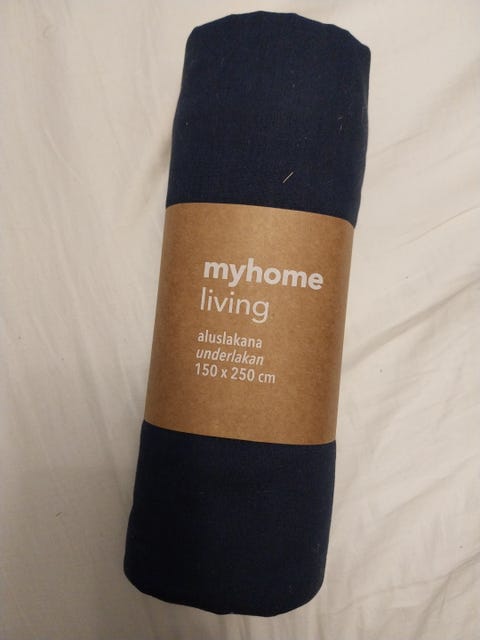 myhome
living
aluslakana
underlakan
150 x 250 cm